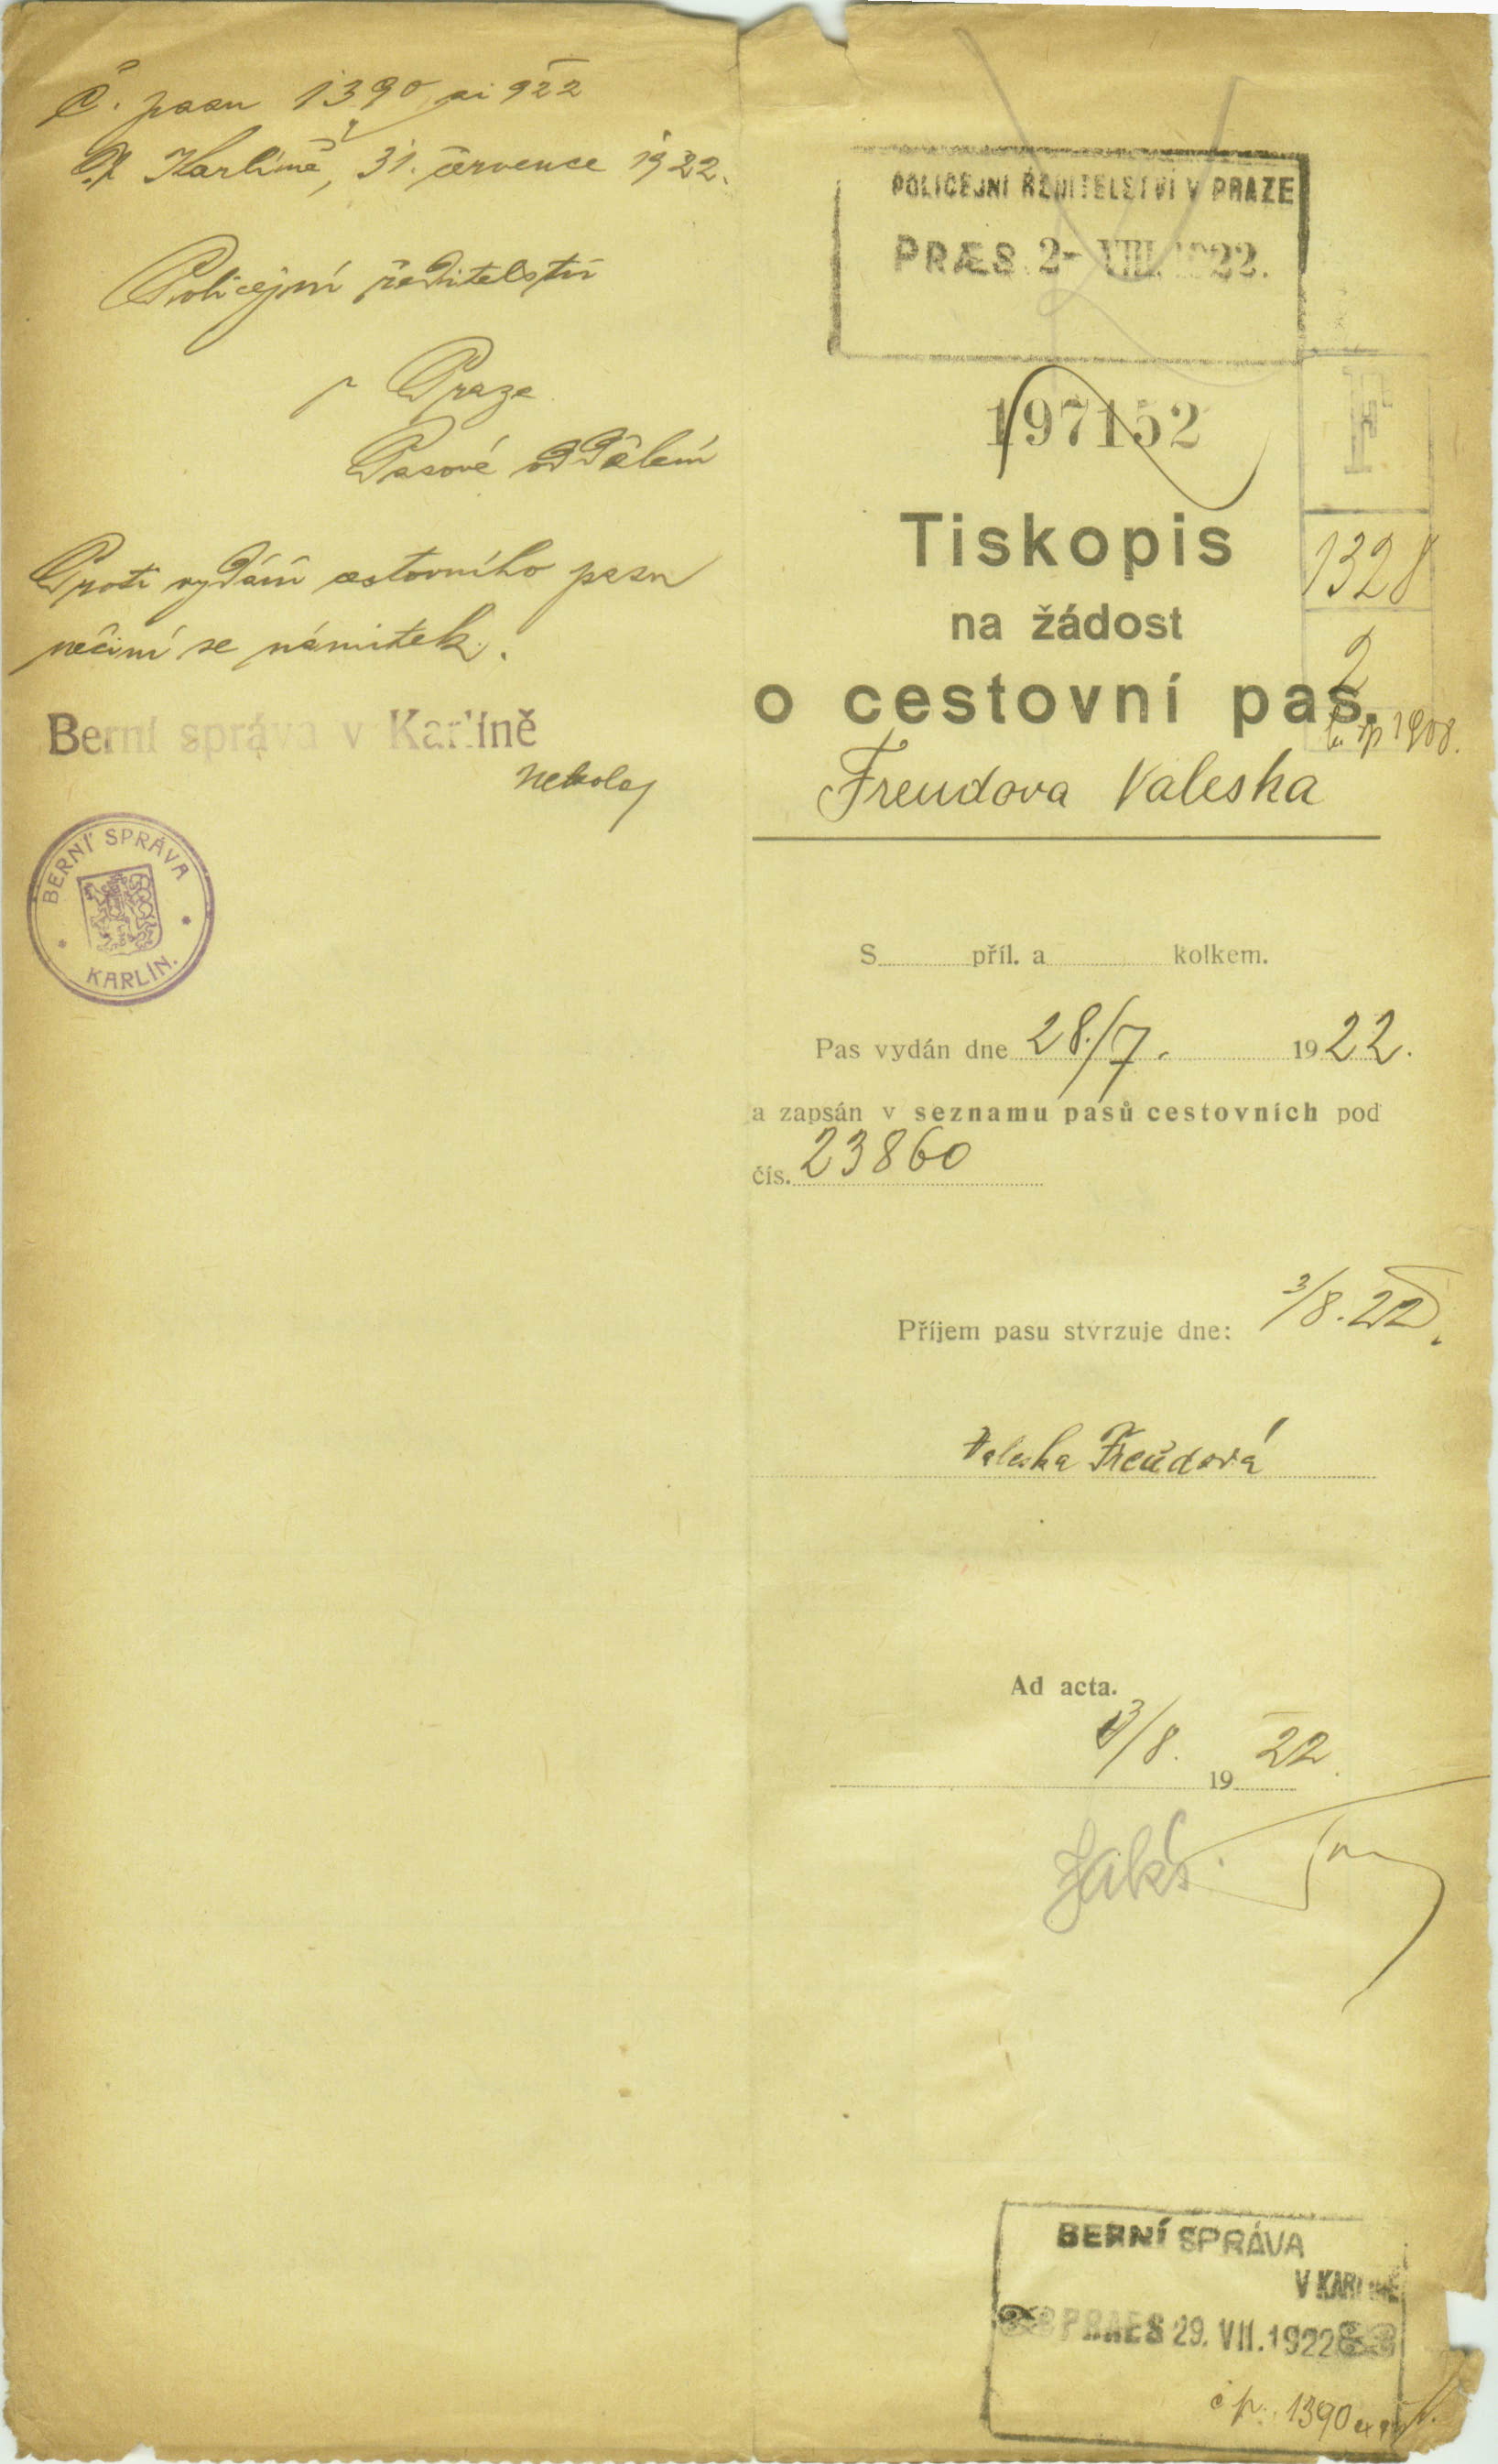 Č. pasu 1390 ai 922
V Karlíně, 31. července 1922.
Policejní ředitelství
v Praze
Pasové oddělení
Proti vydání cestovního pasu
nečiní se námitek.
Berní správa v Karlíně
BERNÍ SPRÁVA
KARLÍN.
POLICEJNÍ ŘEDITELSTVÍ V PRAZE
PRÆS 2- VIII. 1922.
197152
F
1328
2
1908.
Tiskopis
na žádost
o cestovní pas.
Freudova Valeska
S příl. a kolkem.
Pas vydán dne 28./7. 1922.
a zapsán v seznamu pasů cestovních pod
čís. 23860
Příjem pasu stvrzuje dne: 3/8. 22.
Valeska Freudová
Ad acta.
3/8. 1922
BERNÍ SPRÁVA
V KARLÍNĚ
PRAES 29. VII. 1922
č p. 1390